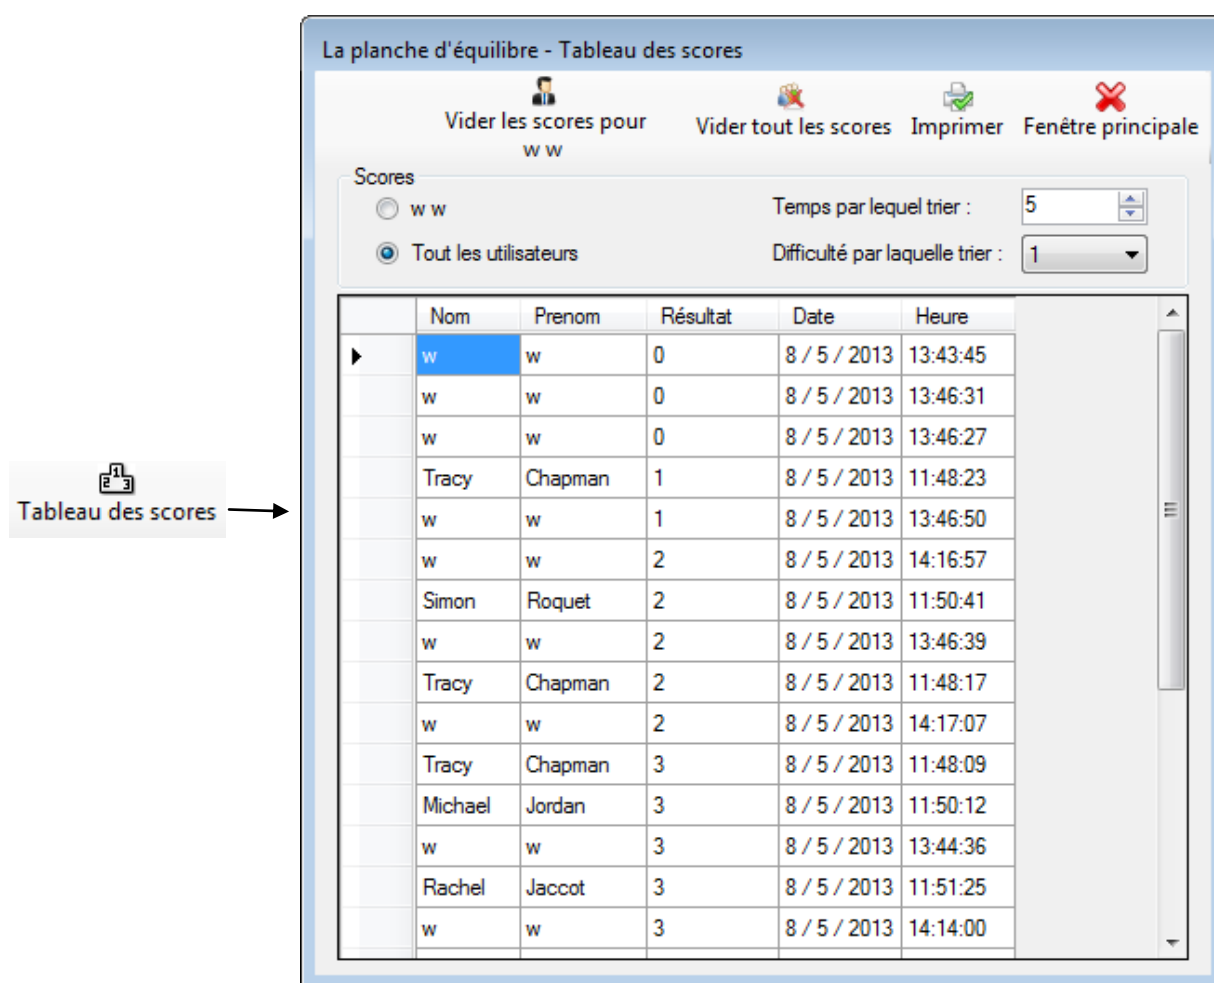 La planche d'équilibre - Tableau des scores
Vider les scores pour
w w
Vider tout les scores
Imprimer
Fenêtre principale
Scores
w w
Temps par lequel trier :
5
Tout les utilisateurs
Difficulté par laquelle trier :
1
Nom Prenom Résultat Date Heure
w w 0 8 / 5 / 2013 13:43:45
w w 0 8 / 5 / 2013 13:46:31
w w 0 8 / 5 / 2013 13:46:27
Tracy Chapman 1 8 / 5 / 2013 11:48:23
w w 1 8 / 5 / 2013 13:46:50
w w 2 8 / 5 / 2013 14:16:57
Simon Roquet 2 8 / 5 / 2013 11:50:41
w w 2 8 / 5 / 2013 13:46:39
Tracy Chapman 2 8 / 5 / 2013 11:48:17
w w 2 8 / 5 / 2013 14:17:07
Tracy Chapman 3 8 / 5 / 2013 11:48:09
Michael Jordan 3 8 / 5 / 2013 11:50:12
w w 3 8 / 5 / 2013 13:44:36
Rachel Jaccot 3 8 / 5 / 2013 11:51:25
w w 3 8 / 5 / 2013 14:14:00
2 1 3
Tableau des scores